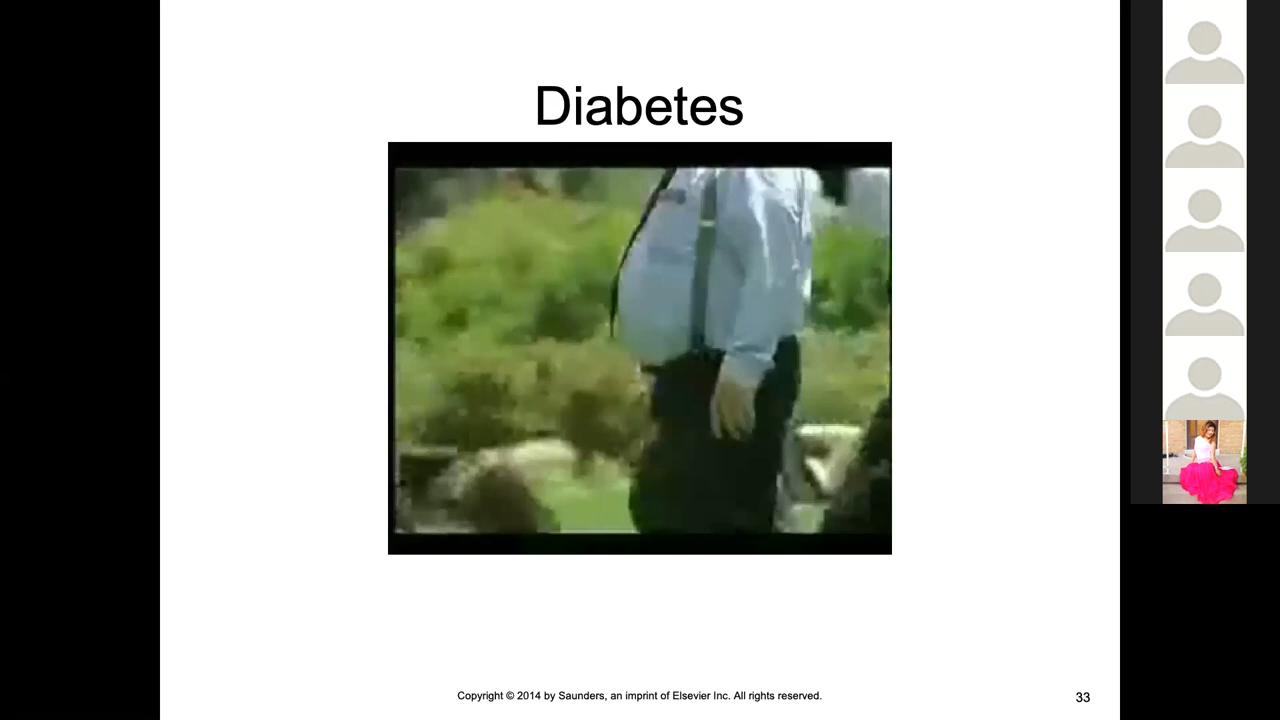 Diabetes
Copyright © 2014 by Saunders, an imprint of Elsevier Inc. All rights reserved.
33